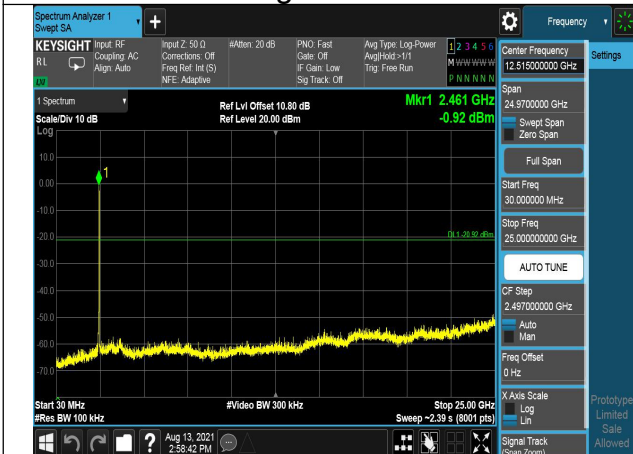 Spectrum Analyzer 1
Swept SA
+
Frequency
KEYSIGHT
RL
LVI
Input: RF
Coupling: AC
Align: Auto
Input Z: 50 Ω
Corrections: Off
Freq Ref: Int (S)
NFE: Adaptive
#Atten: 20 dB
PNO: Fast
Gate: Off
IF Gain: Low
Sig Track: Off
Avg Type: Log-Power
Avg|Hold:>1/1
Trig: Free Run
1 2 3 4 5 6
M W W W W W
P N N N N N
1 Spectrum
Scale/Div 10 dB
Log
Ref Lvl Offset 10.80 dB
Ref Level 20.00 dBm
Mkr1 2.461 GHz
-0.92 dBm
10.0
0.00
-10.0
-20.0
-30.0
-40.0
-50.0
-60.0
-70.0
1
DL1 -20.92 dBm
Start 30 MHz
#Res BW 100 kHz
#Video BW 300 kHz
Stop 25.00 GHz
Sweep ~2.39 s (8001 pts)
Aug 13, 2021
2:58:42 PM
Center Frequency
12.515000000 GHz
Span
24.9700000 GHz
Swept Span
Zero Span
Full Span
Start Freq
30.000000 MHz
Stop Freq
25.000000000 GHz
AUTO TUNE
CF Step
2.497000000 GHz
Auto
Man
Freq Offset
0 Hz
X Axis Scale
Log
Lin
Signal Track
(Span Zoom)
Settings
Prototype
Limited
Sale
Allowed